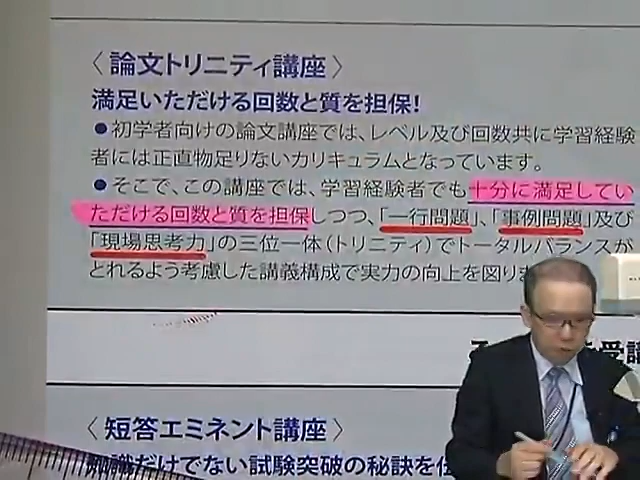 〈論文トリニティ講座〉
満足いただける回数と質を担保!
●初学者向けの論文講座では、レベル及び回数共に学習経験
者には正直物足りないカリキュラムとなっています。
●そこで、この講座では、学習経験者でも十分に満足してい
ただける回数と質を担保しつつ、「一行問題」、「事例問題」及び
「現場思考力」の三位一体(トリニティ)でトータルバランスが
とれるよう考慮した講義構成で実力の向上を図りま
受講
〈短答エミネント講座〉
知識だけでない試験突破の秘訣を伝